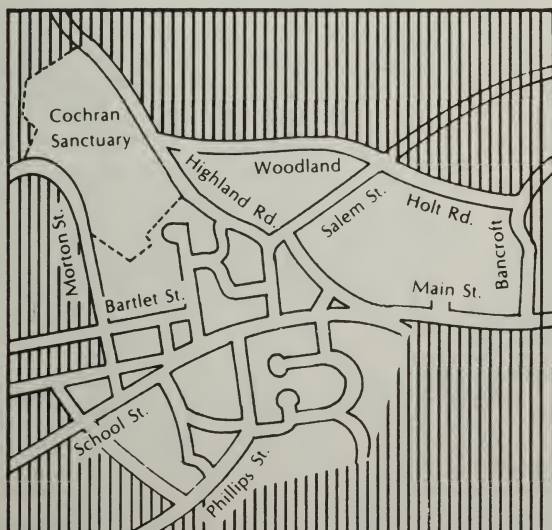 Cochran
Sanctuary
Woodland
Highland Rd.
Salem St.
Holt Rd.
Bancroft
Morton St.
Bartlet St.
Main St.
School St.
Phillips St.